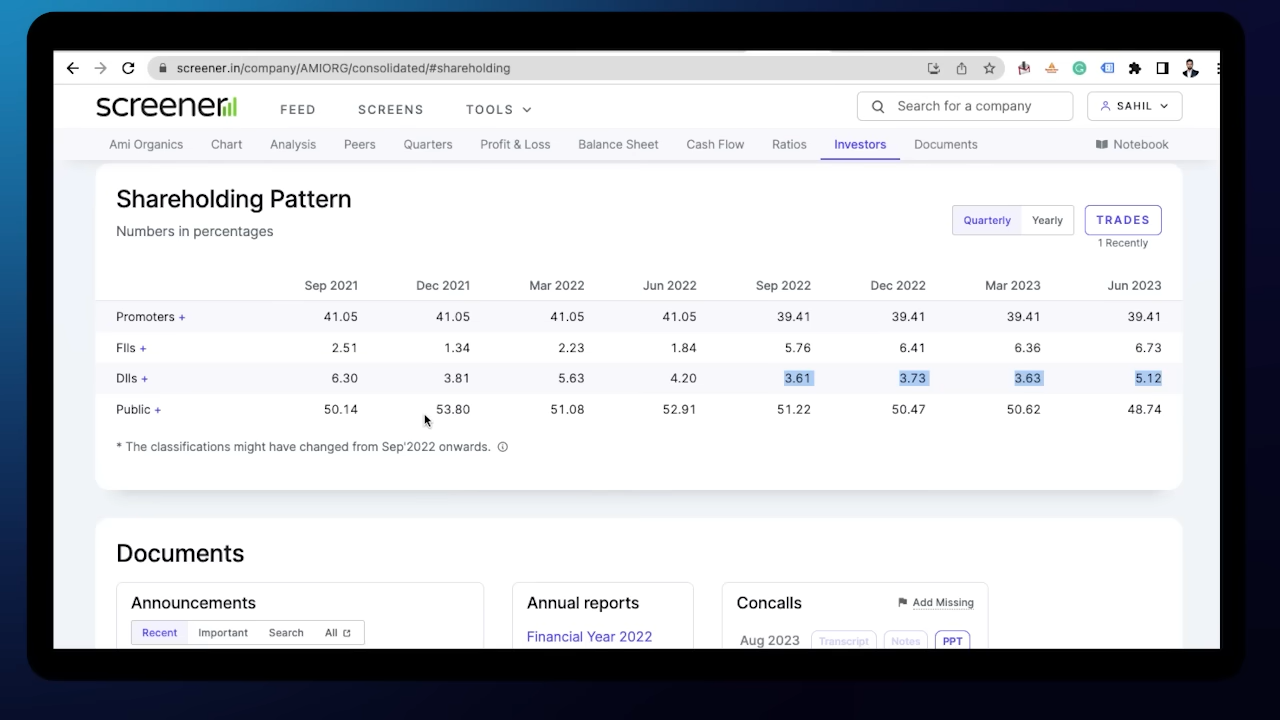 screener.in/company/AMIORG/consolidated/#shareholding
screener FEED SCREENS TOOLS Search for a company SAHIL
Ami Organics Chart Analysis Peers Quarters Profit & Loss Balance Sheet Cash Flow Ratios Investors Documents Notebook
Shareholding Pattern
Numbers in percentages
Quarterly Yearly TRADES
1 Recently
Sep 2021 Dec 2021 Mar 2022 Jun 2022 Sep 2022 Dec 2022 Mar 2023 Jun 2023
Promoters + 41.05 41.05 41.05 41.05 39.41 39.41 39.41 39.41
FIIs + 2.51 1.34 2.23 1.84 5.76 6.41 6.36 6.73
DIIs + 6.30 3.81 5.63 4.20 3.61 3.73 3.63 5.12
Public + 50.14 53.80 51.08 52.91 51.22 50.47 50.62 48.74
* The classifications might have changed from Sep'2022 onwards.
Documents
Announcements
Recent Important Search All
Annual reports
Financial Year 2022
Concalls Add Missing
Aug 2023 Transcript Notes PPT